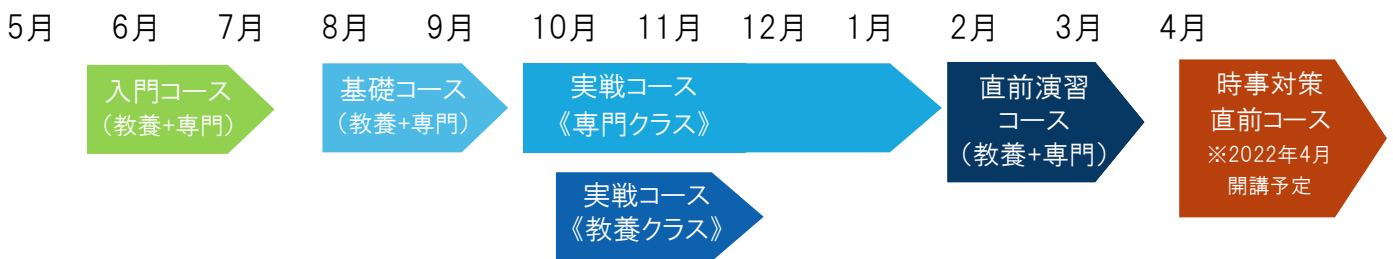 5月 6月 7月 8月 9月 10月 11月 12月 1月 2月 3月 4月
入門コース
(教養+専門)
基礎コース
(教養+専門)
実戦コース
《専門クラス》
実戦コース
《教養クラス》
直前演習
コース
(教養+専門)
時事対策
直前コース
※2022年4月
開講予定